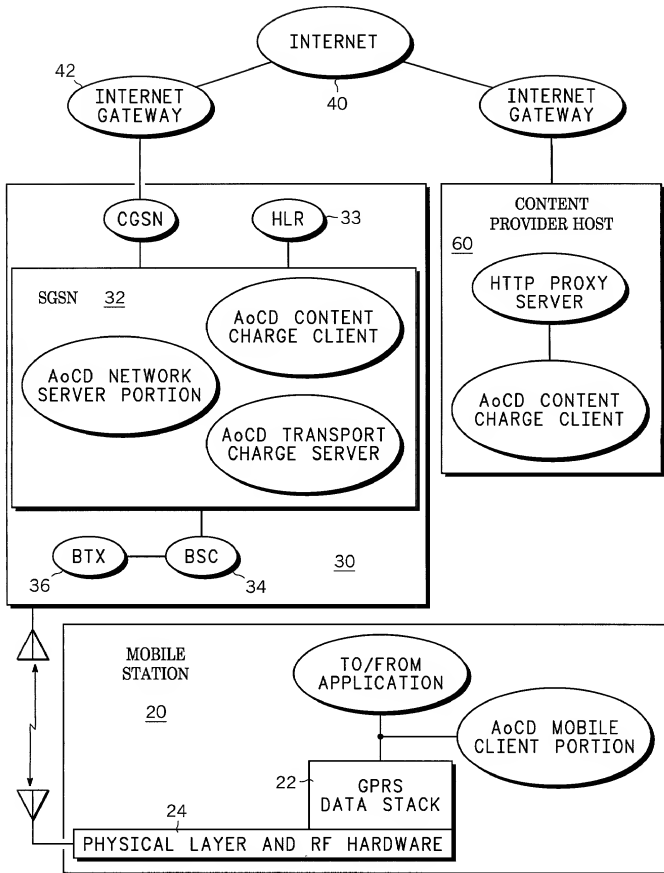 INTERNET
40
42
INTERNET
GATEWAY
INTERNET
GATEWAY
CGSN
HLR
33
SGSN 32
AoCD CONTENT
CHARGE CLIENT
AoCD NETWORK
SERVER PORTION
AoCD TRANSPORT
CHARGE SERVER
BTX
36
BSC
34
30
CONTENT
PROVIDER HOST
60
HTTP PROXY
SERVER
AoCD CONTENT
CHARGE CLIENT
MOBILE
STATION
20
TO/FROM
APPLICATION
AoCD MOBILE
CLIENT PORTION
22
GPRS
DATA STACK
24
PHYSICAL LAYER AND RF HARDWARE